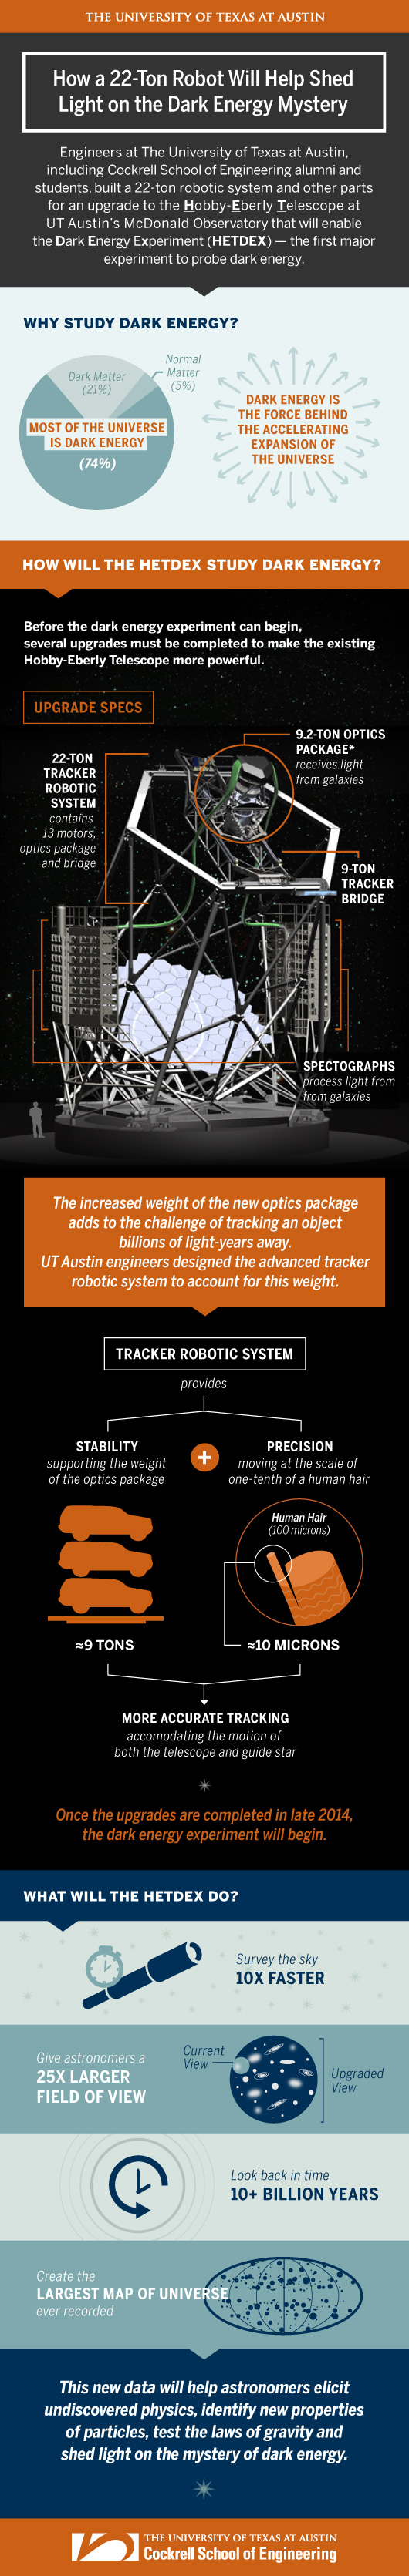 THE UNIVERSITY OF TEXAS AT AUSTIN
How a 22-Ton Robot Will Help Shed
Light on the Dark Energy Mystery
Engineers at The University of Texas at Austin,
including Cockrell School of Engineering alumni and
students, built a 22-ton robotic system and other parts
for an upgrade to the Hobby-Eberly Telescope at
UT Austin's McDonald Observatory that will enable
the Dark Energy Experiment (HETDEX) — the first major
experiment to probe dark energy.
WHY STUDY DARK ENERGY?
Dark Matter
(21%)
Normal
Matter
(5%)
MOST OF THE UNIVERSE
IS DARK ENERGY
(74%)
DARK ENERGY IS
THE FORCE BEHIND
THE ACCELERATING
EXPANSION OF
THE UNIVERSE
HOW WILL THE HETDEX STUDY DARK ENERGY?
Before the dark energy experiment can begin,
several upgrades must be completed to make the existing
Hobby-Eberly Telescope more powerful.
UPGRADE SPECS
9.2-TON OPTICS
PACKAGE*
receives light
from galaxies
22-TON
TRACKER
ROBOTIC
SYSTEM
contains
13 motors,
optics package
and bridge
9-TON
TRACKER
BRIDGE
SPECTOGRAPHS
process light from
from galaxies
The increased weight of the new optics package
adds to the challenge of tracking an object
billions of light-years away.
UT Austin engineers designed the advanced tracker
robotic system to account for this weight.
TRACKER ROBOTIC SYSTEM
provides
STABILITY
supporting the weight
of the optics package
+
PRECISION
moving at the scale of
one-tenth of a human hair
Human Hair
(100 microns)
≈9 TONS
≈10 MICRONS
MORE ACCURATE TRACKING
accomodating the motion of
both the telescope and guide star
Once the upgrades are completed in late 2014,
the dark energy experiment will begin.
WHAT WILL THE HETDEX DO?
Survey the sky
10X FASTER
Give astronomers a
25X LARGER
FIELD OF VIEW
Current
View
Upgraded
View
Look back in time
10+ BILLION YEARS
Create the
LARGEST MAP OF UNIVERSE
ever recorded
This new data will help astronomers elicit
undiscovered physics, identify new properties
of particles, test the laws of gravity and
shed light on the mystery of dark energy.
THE UNIVERSITY OF TEXAS AT AUSTIN
Cockrell School of Engineering